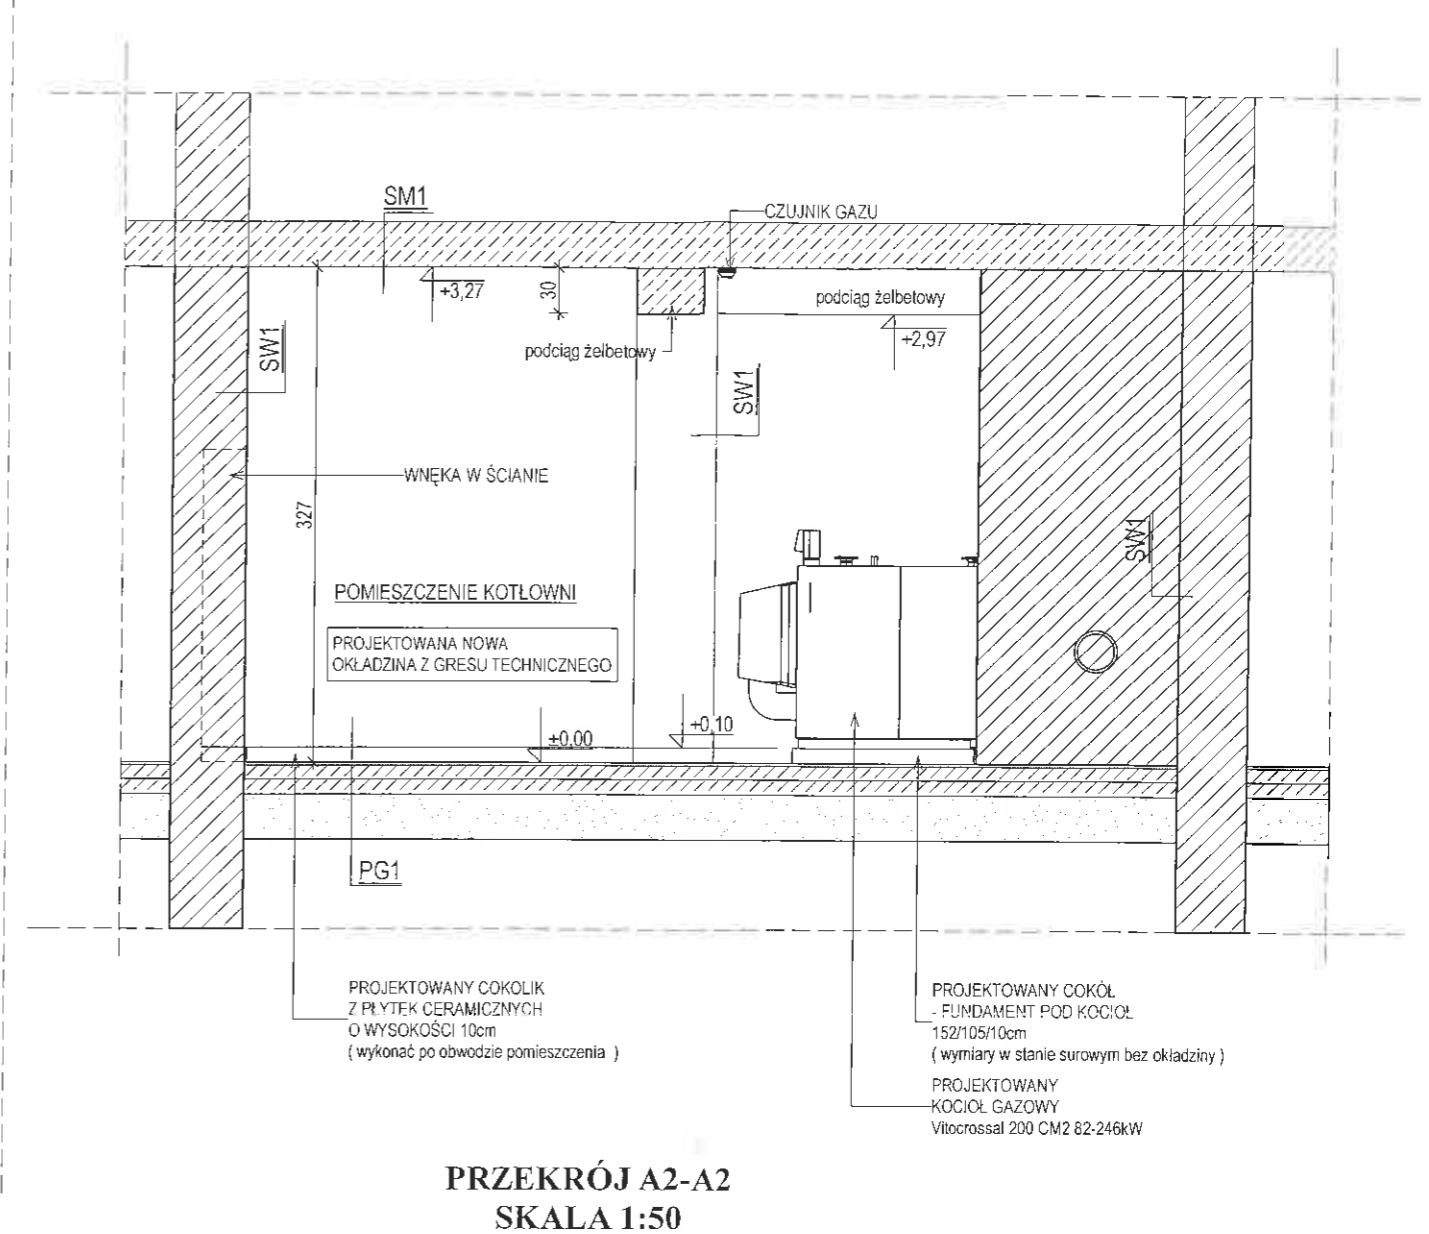 SM1
CZUJNIK GAZU
+3,27
30
podciąg żelbetowy
+2,97
podciąg żelbetowy
SW1
SW1
WNĘKA W ŚCIANIE
327
SW1
POMIESZCZENIE KOTŁOWNI
PROJEKTOWANA NOWA
OKŁADZINA Z GRESU TECHNICZNEGO
±0,00
+0,10
PG1
PROJEKTOWANY COKOLIK
Z PŁYTEK CERAMICZNYCH
O WYSOKOŚCI 10cm
( wykonać po obwodzie pomieszczenia )
PROJEKTOWANY COKÓŁ
- FUNDAMENT POD KOCIOŁ
152/105/10cm
( wymiary w stanie surowym bez okładziny )
PROJEKTOWANY
KOCIOŁ GAZOWY
Vitocrossal 200 CM2 82-246kW
PRZEKRÓJ A2-A2
SKALA 1:50